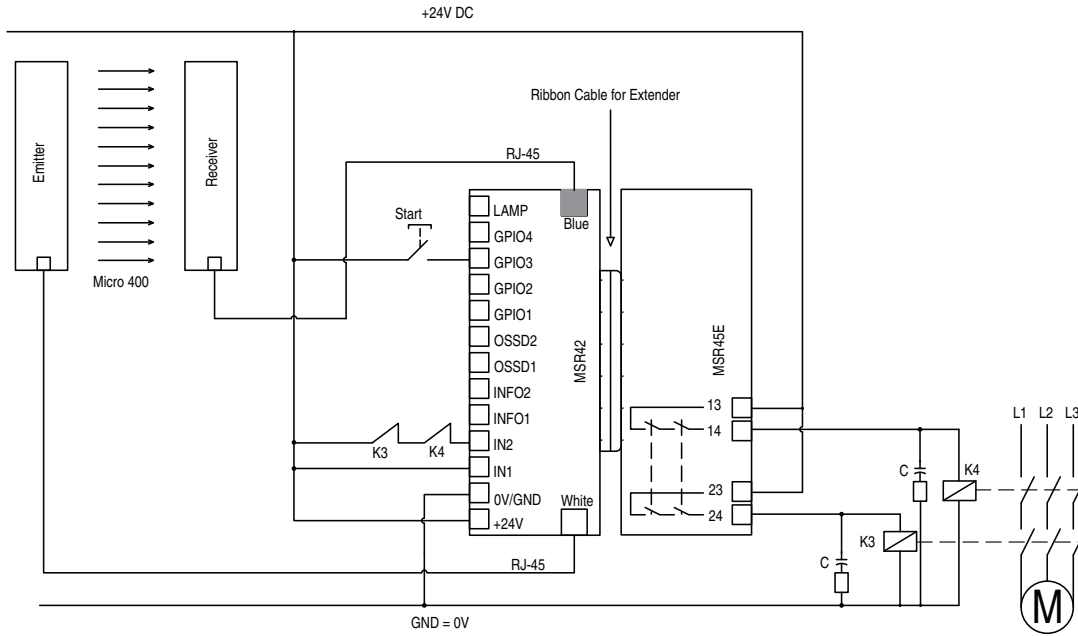 +24V DC
Emitter
Receiver
Micro 400
Ribbon Cable for Extender
RJ-45
Start
Blue
LAMP
GPIO4
GPIO3
GPIO2
GPIO1
OSSD2
OSSD1
INFO2
INFO1
IN2
IN1
0V/GND
+24V
White
MSR42
MSR45E
K3
K4
13
14
23
24
C
K4
C
K3
L1 L2 L3
M
RJ-45
GND = 0V